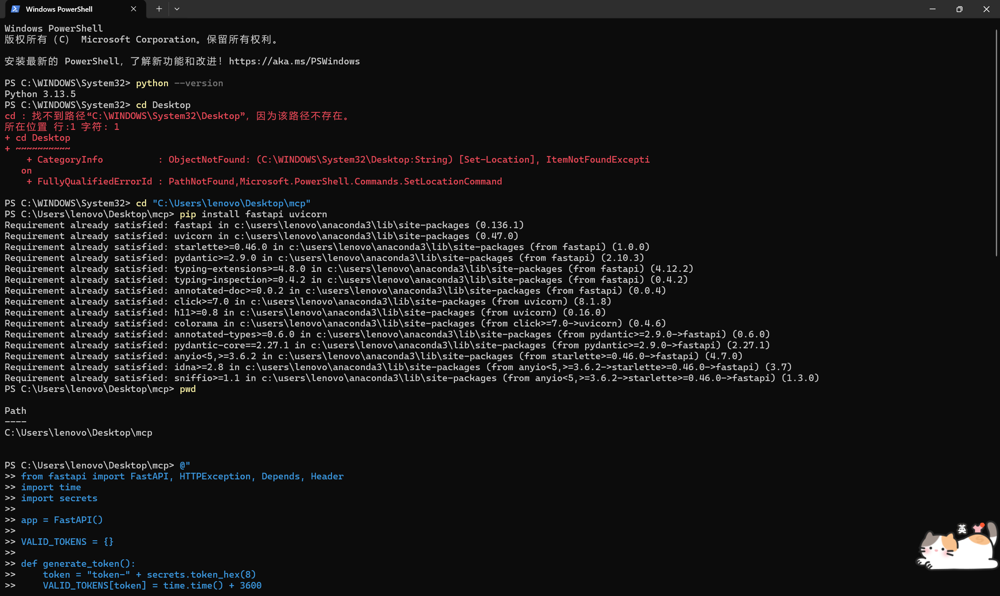 Windows PowerShell
Windows PowerShell
版权所有 (C)  Microsoft Corporation。保留所有权利。
安装最新的 PowerShell，了解新功能和改进！https://aka.ms/PSWindows
PS C:\WINDOWS\System32> python --version
Python 3.13.5
PS C:\WINDOWS\System32> cd Desktop
cd : 找不到路径“C:\WINDOWS\System32\Desktop”，因为该路径不存在。
所在位置 行:1 字符: 1
+ cd Desktop
+ ~~~~~~~~~~
    + CategoryInfo          : ObjectNotFound: (C:\WINDOWS\System32\Desktop:String) [Set-Location], ItemNotFoundExcepti
   on
    + FullyQualifiedErrorId : PathNotFound,Microsoft.PowerShell.Commands.SetLocationCommand
PS C:\WINDOWS\System32> cd "C:\Users\lenovo\Desktop\mcp"
PS C:\Users\lenovo\Desktop\mcp> pip install fastapi uvicorn
Requirement already satisfied: fastapi in c:\users\lenovo\anaconda3\lib\site-packages (0.136.1)
Requirement already satisfied: uvicorn in c:\users\lenovo\anaconda3\lib\site-packages (0.47.0)
Requirement already satisfied: starlette>=0.46.0 in c:\users\lenovo\anaconda3\lib\site-packages (from fastapi) (1.0.0)
Requirement already satisfied: pydantic>=2.9.0 in c:\users\lenovo\anaconda3\lib\site-packages (from fastapi) (2.10.3)
Requirement already satisfied: typing-extensions>=4.8.0 in c:\users\lenovo\anaconda3\lib\site-packages (from fastapi) (4.12.2)
Requirement already satisfied: typing-inspection>=0.4.2 in c:\users\lenovo\anaconda3\lib\site-packages (from fastapi) (0.4.2)
Requirement already satisfied: annotated-doc>=0.0.2 in c:\users\lenovo\anaconda3\lib\site-packages (from fastapi) (0.0.4)
Requirement already satisfied: click>=7.0 in c:\users\lenovo\anaconda3\lib\site-packages (from uvicorn) (8.1.8)
Requirement already satisfied: h11>=0.8 in c:\users\lenovo\anaconda3\lib\site-packages (from uvicorn) (0.16.0)
Requirement already satisfied: colorama in c:\users\lenovo\anaconda3\lib\site-packages (from click>=7.0->uvicorn) (0.4.6)
Requirement already satisfied: annotated-types>=0.6.0 in c:\users\lenovo\anaconda3\lib\site-packages (from pydantic>=2.9.0->fastapi) (0.6.0)
Requirement already satisfied: pydantic-core==2.27.1 in c:\users\lenovo\anaconda3\lib\site-packages (from pydantic>=2.9.0->fastapi) (2.27.1)
Requirement already satisfied: anyio<5,>=3.6.2 in c:\users\lenovo\anaconda3\lib\site-packages (from starlette>=0.46.0->fastapi) (4.7.0)
Requirement already satisfied: idna>=2.8 in c:\users\lenovo\anaconda3\lib\site-packages (from anyio<5,>=3.6.2->starlette>=0.46.0->fastapi) (3.7)
Requirement already satisfied: sniffio>=1.1 in c:\users\lenovo\anaconda3\lib\site-packages (from anyio<5,>=3.6.2->starlette>=0.46.0->fastapi) (1.3.0)
PS C:\Users\lenovo\Desktop\mcp> pwd
Path
----
C:\Users\lenovo\Desktop\mcp
PS C:\Users\lenovo\Desktop\mcp> @"
>> from fastapi import FastAPI, HTTPException, Depends, Header
>> import time
>> import secrets
>>
>> app = FastAPI()
>>
>> VALID_TOKENS = {}
>>
>> def generate_token():
>>     token = "token-" + secrets.token_hex(8)
>>     VALID_TOKENS[token] = time.time() + 3600
英